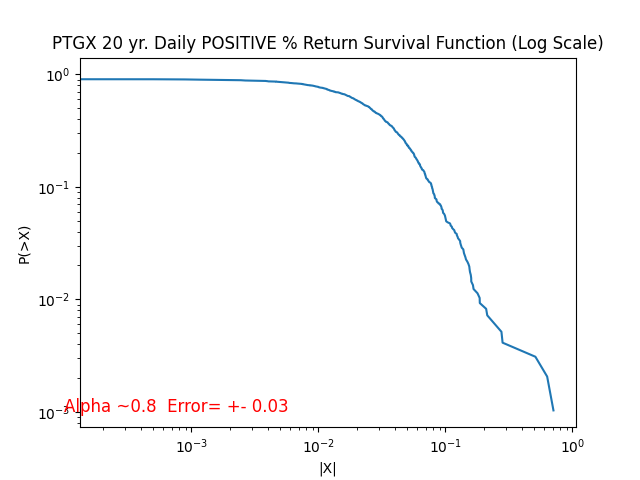 PTGX 20 yr. Daily POSITIVE % Return Survival Function (Log Scale)
10⁰
10⁻¹
P(>X)
10⁻²
10⁻³
Alpha ~0.8 Error= +- 0.03
10⁻³ 10⁻² 10⁻¹ 10⁰
|X|